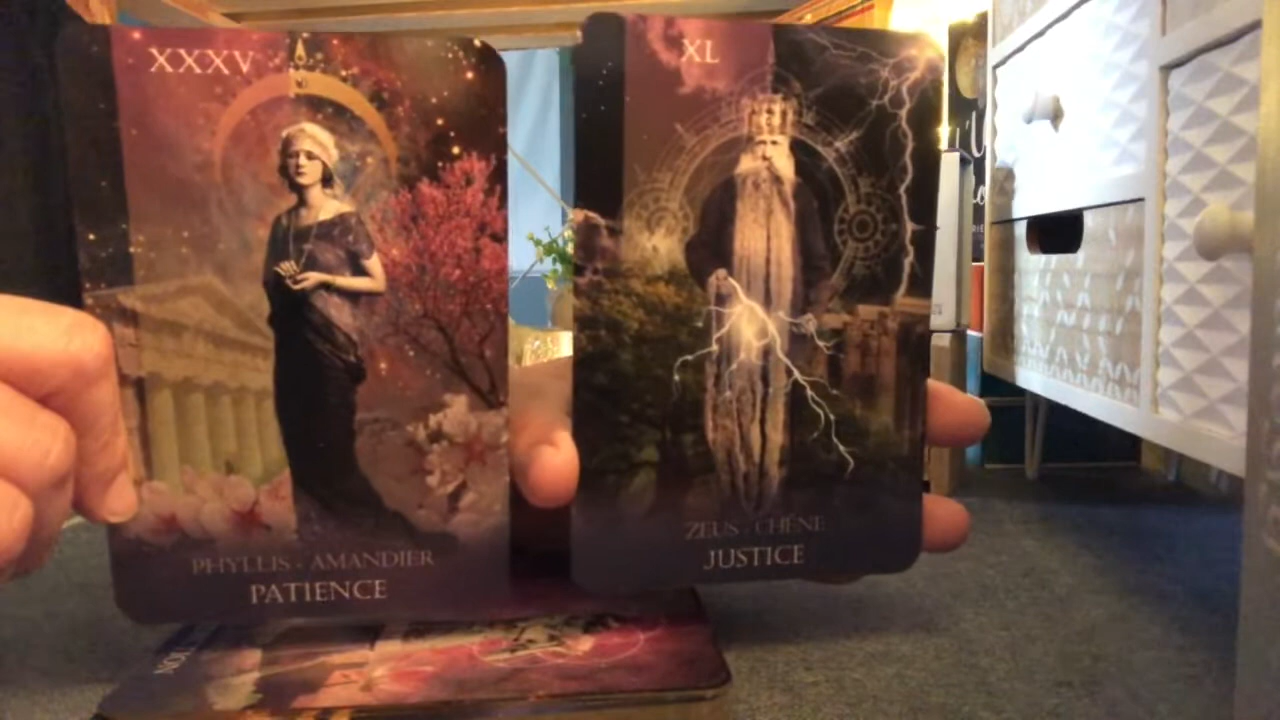 XXXV
PHYLLIS - AMANDIER
PATIENCE
XL
ZEUS - CHÊNE
JUSTICE